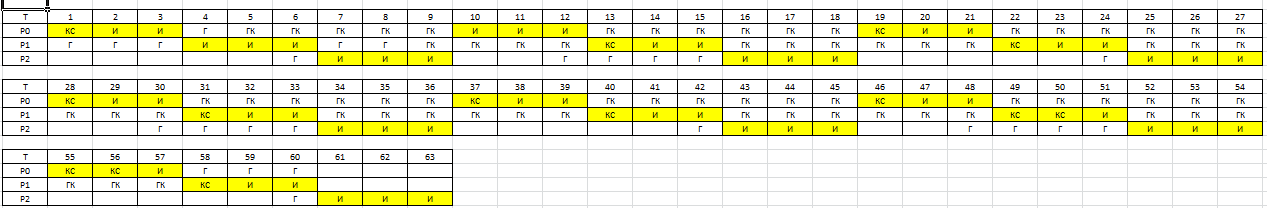 T 1 2 3 4 5 6 7 8 9 10 11 12 13 14 15 16 17 18 19 20 21 22 23 24 25 26 27
P0 КС И И Г ГК ГК ГК ГК ГК И И И ГК ГК ГК ГК ГК ГК КС И И ГК ГК ГК ГК ГК ГК
P1 Г Г Г И И И Г Г ГК ГК ГК ГК КС И И ГК ГК ГК ГК ГК ГК КС И И ГК ГК ГК
P2 Г И И И Г Г Г Г И И И Г И И И
T 28 29 30 31 32 33 34 35 36 37 38 39 40 41 42 43 44 45 46 47 48 49 50 51 52 53 54
P0 КС И И ГК ГК ГК ГК ГК ГК КС И И ГК ГК ГК ГК ГК ГК КС И И ГК ГК ГК ГК ГК ГК
P1 ГК ГК ГК КС И И ГК ГК ГК ГК ГК ГК КС И И ГК ГК ГК ГК ГК ГК КС КС И ГК ГК ГК
P2 Г Г Г Г И И И Г И И И Г Г Г Г И И И
T 55 56 57 58 59 60 61 62 63
P0 КС КС И Г Г Г
P1 ГК ГК ГК КС И И
P2 Г И И И